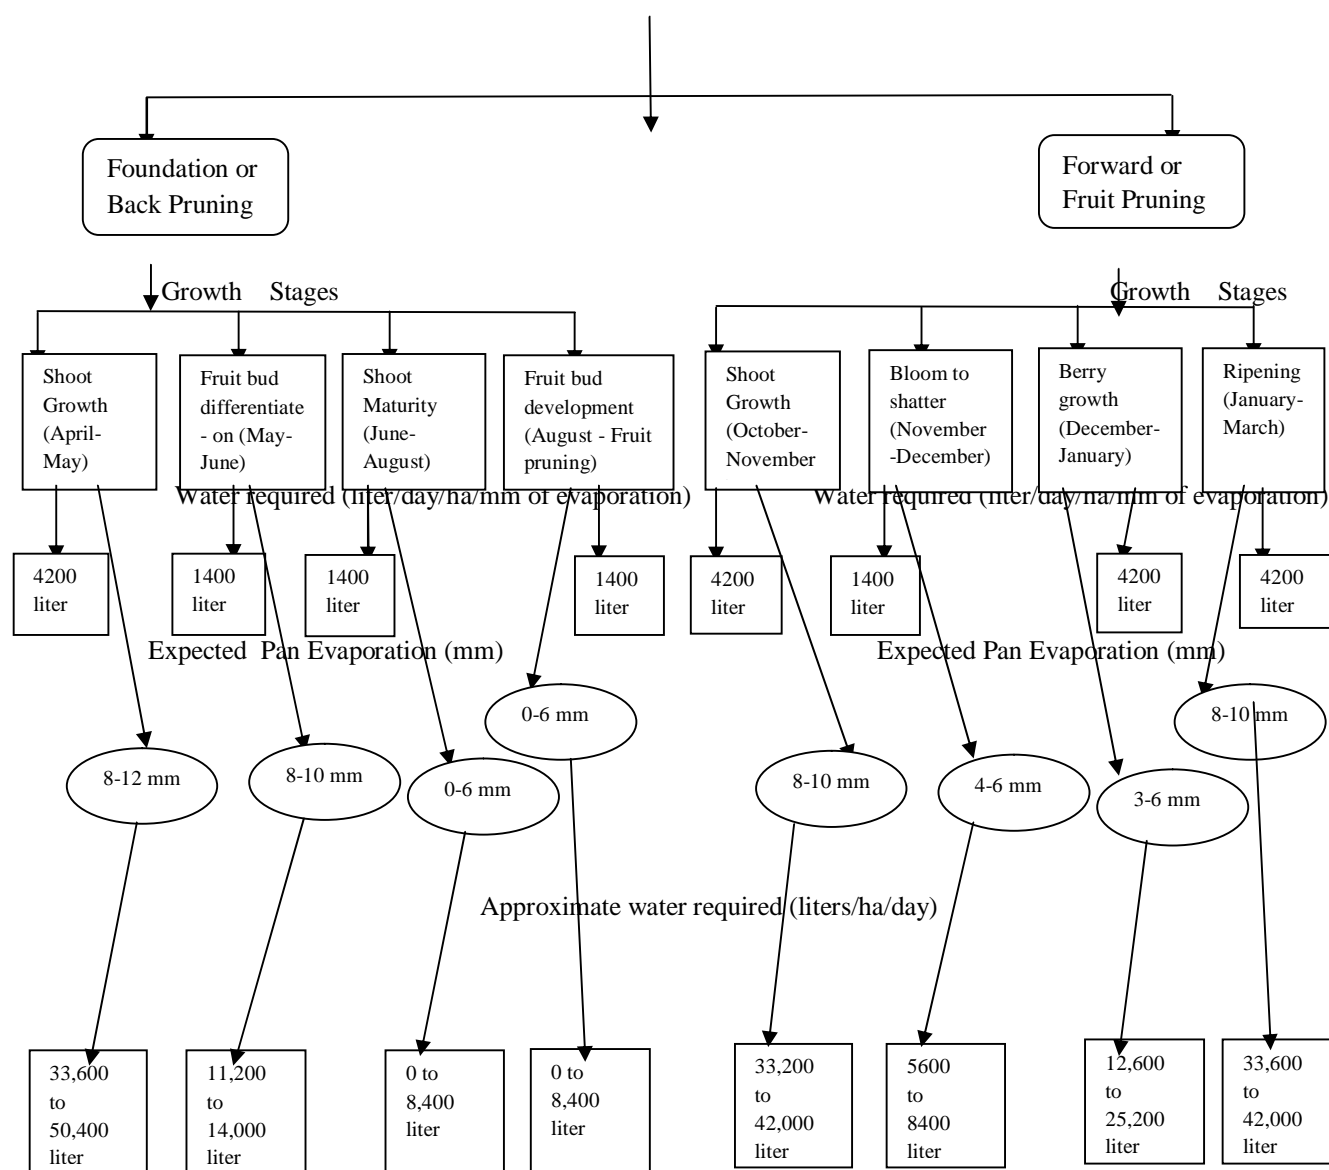 Foundation or
Back Pruning
Forward or
Fruit Pruning
Growth Stages
Growth Stages
Shoot
Growth
(April-
May)
Fruit bud
differentiate
- on (May-
June)
Shoot
Maturity
(June-
August)
Fruit bud
development
(August - Fruit
pruning)
Shoot
Growth
(October-
November
Bloom to
shatter
(November
-December)
Berry
growth
(December-
January)
Ripening
(January-
March)
Water required (liter/day/ha/mm of evaporation)
Water required (liter/day/ha/mm of evaporation)
4200
liter
1400
liter
1400
liter
1400
liter
4200
liter
1400
liter
4200
liter
4200
liter
Expected Pan Evaporation (mm)
Expected Pan Evaporation (mm)
8-12 mm
8-10 mm
0-6 mm
0-6 mm
8-10 mm
4-6 mm
3-6 mm
8-10 mm
Approximate water required (liters/ha/day)
33,600
to
50,400
liter
11,200
to
14,000
liter
0 to
8,400
liter
0 to
8,400
liter
33,200
to
42,000
liter
5600
to
8400
liter
12,600
to
25,200
liter
33,600
to
42,000
liter